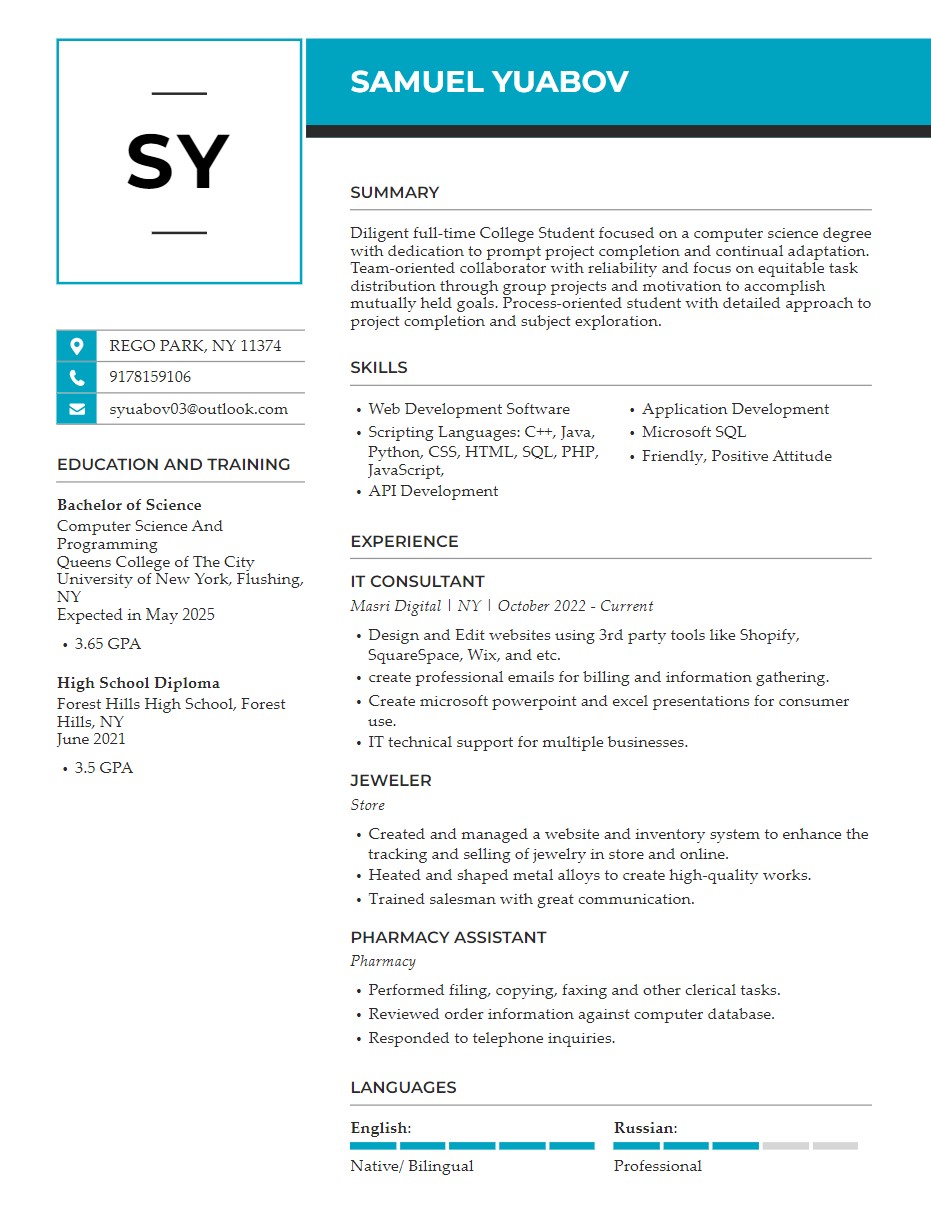 SY
SAMUEL YUABOV
REGO PARK, NY 11374
9178159106
syuabov03@outlook.com
EDUCATION AND TRAINING
Bachelor of Science
Computer Science And
Programming
Queens College of The City
University of New York, Flushing,
NY
Expected in May 2025
• 3.65 GPA
High School Diploma
Forest Hills High School, Forest
Hills, NY
June 2021
• 3.5 GPA
SUMMARY
Diligent full-time College Student focused on a computer science degree
with dedication to prompt project completion and continual adaptation.
Team-oriented collaborator with reliability and focus on equitable task
distribution through group projects and motivation to accomplish
mutually held goals. Process-oriented student with detailed approach to
project completion and subject exploration.
SKILLS
• Web Development Software
• Scripting Languages: C++, Java,
Python, CSS, HTML, SQL, PHP,
JavaScript,
• API Development
• Application Development
• Microsoft SQL
• Friendly, Positive Attitude
EXPERIENCE
IT CONSULTANT
Masri Digital | NY | October 2022 - Current
• Design and Edit websites using 3rd party tools like Shopify,
SquareSpace, Wix, and etc.
• create professional emails for billing and information gathering.
• Create microsoft powerpoint and excel presentations for consumer
use.
• IT technical support for multiple businesses.
JEWELER
Store
• Created and managed a website and inventory system to enhance the
tracking and selling of jewelry in store and online.
• Heated and shaped metal alloys to create high-quality works.
• Trained salesman with great communication.
PHARMACY ASSISTANT
Pharmacy
• Performed filing, copying, faxing and other clerical tasks.
• Reviewed order information against computer database.
• Responded to telephone inquiries.
LANGUAGES
English:
Native/ Bilingual
Russian:
Professional